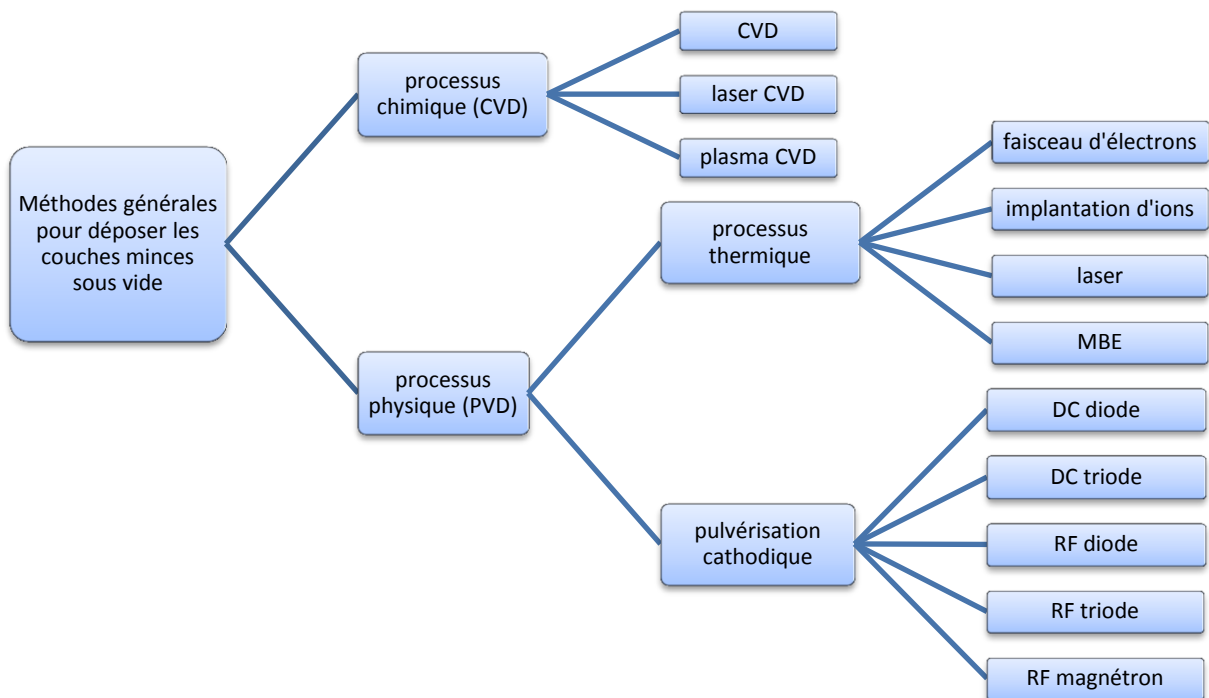 Méthodes générales
pour déposer les
couches minces
sous vide
processus
chimique (CVD)
CVD
laser CVD
plasma CVD
processus
physique (PVD)
processus
thermique
faisceau d'électrons
implantation d'ions
laser
MBE
pulvérisation
cathodique
DC diode
DC triode
RF diode
RF triode
RF magnétron